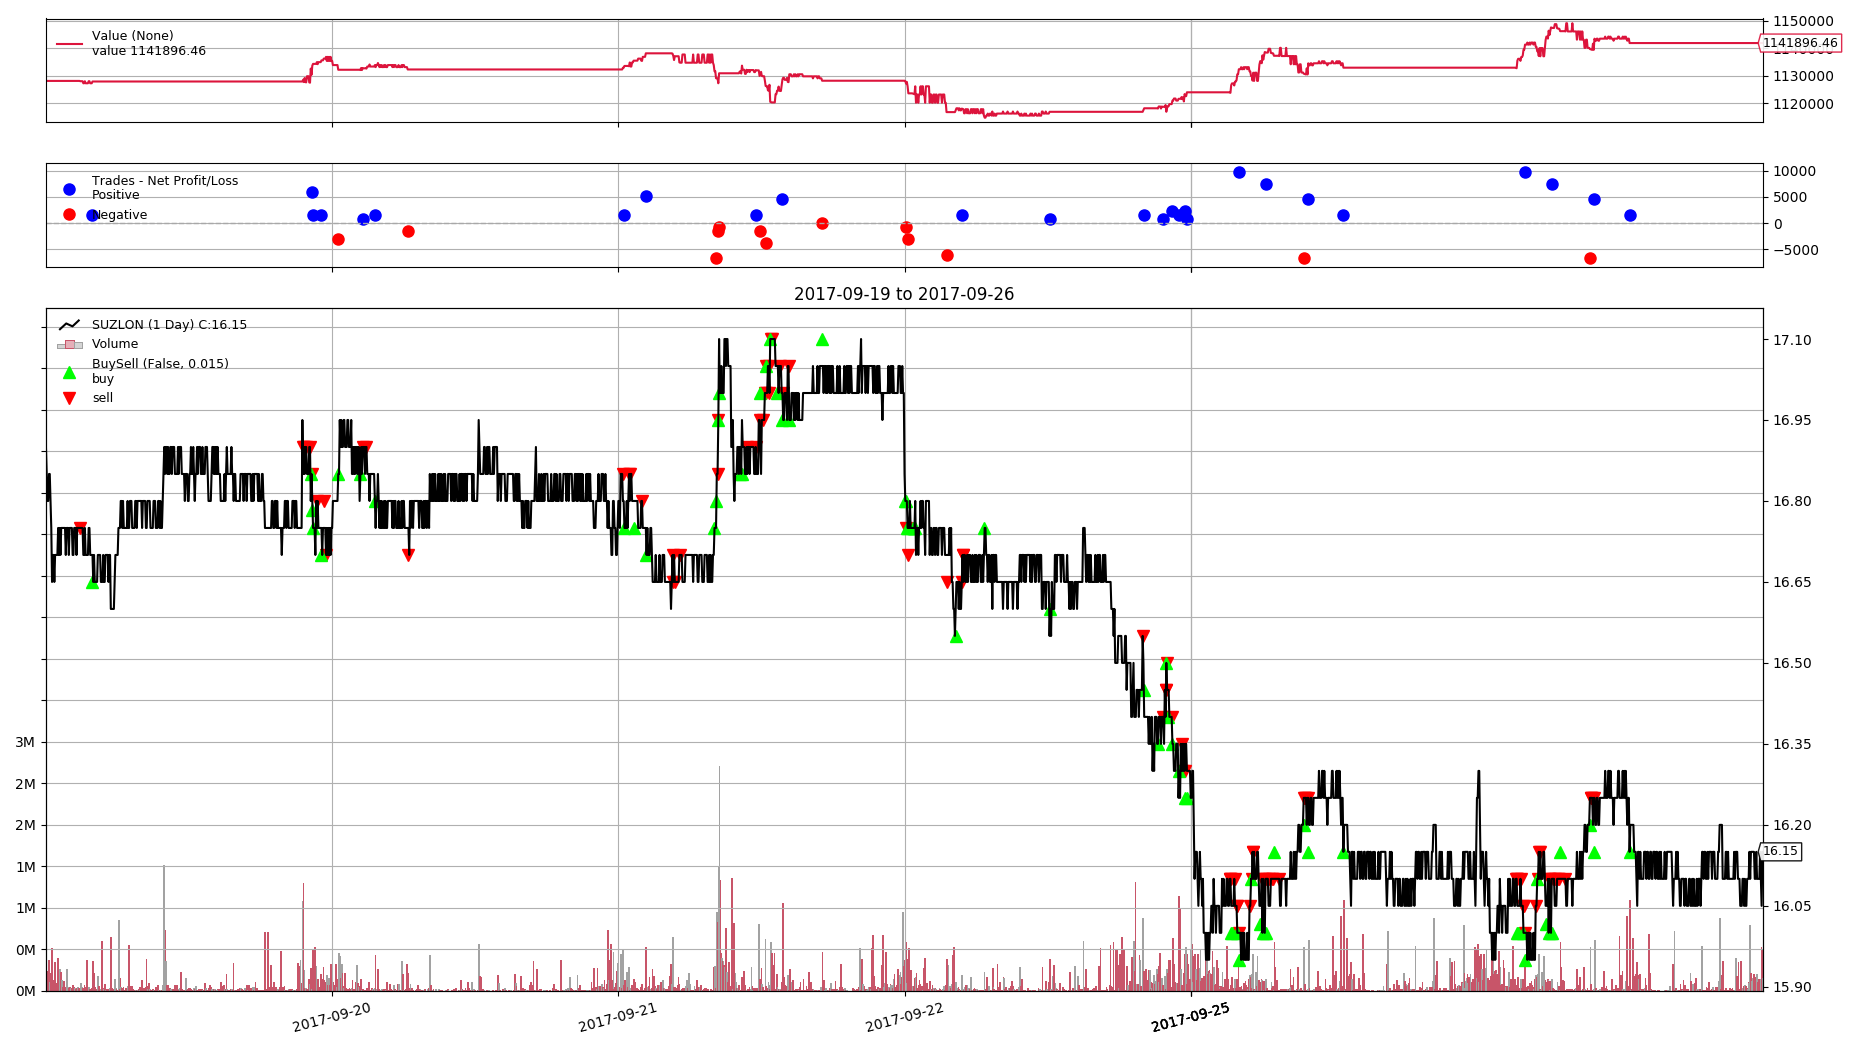 Value (None)
value 1141896.46
1150000
1141896.46
1130000
1120000
Trades - Net Profit/Loss
Positive
Negative
10000
5000
0
−5000
2017-09-19 to 2017-09-26
SUZLON (1 Day) C:16.15
Volume
BuySell (False, 0.015)
buy
sell
17.10
16.95
16.80
16.65
16.50
16.35
16.20
16.15
16.05
15.90
3M
2M
2M
1M
1M
0M
0M
2017-09-20
2017-09-21
2017-09-22
2017-09-25